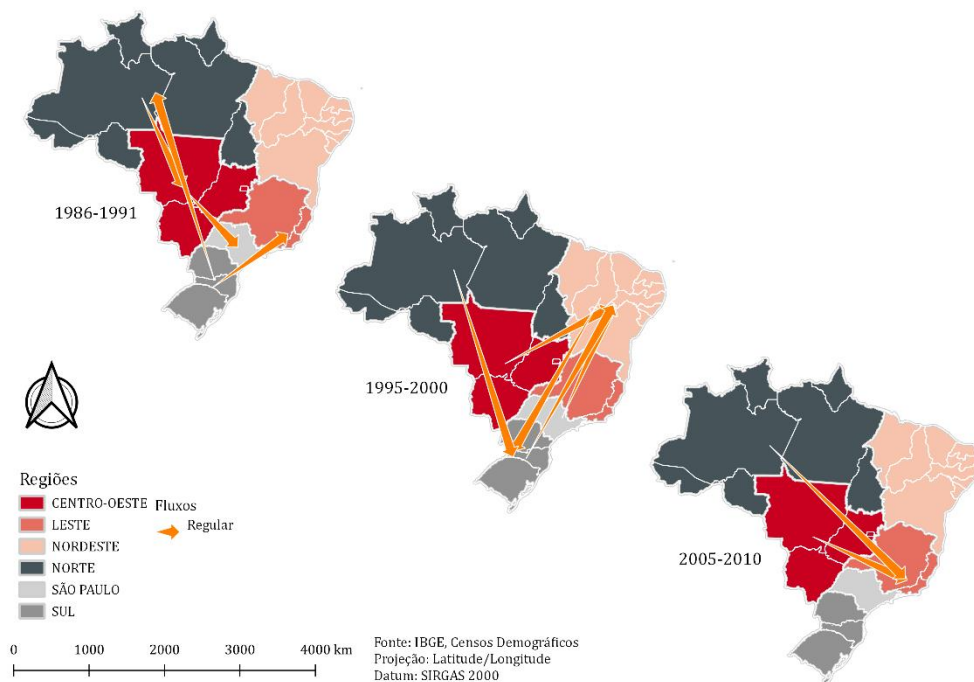 1986-1991
1995-2000
2005-2010
Regiões
CENTRO-OESTE
LESTE
NORDESTE
NORTE
SÃO PAULO
SUL
Fluxos
Regular
0 1000 2000 3000 4000 km
Fonte: IBGE, Censos Demográficos
Projeção: Latitude/Longitude
Datum: SIRGAS 2000